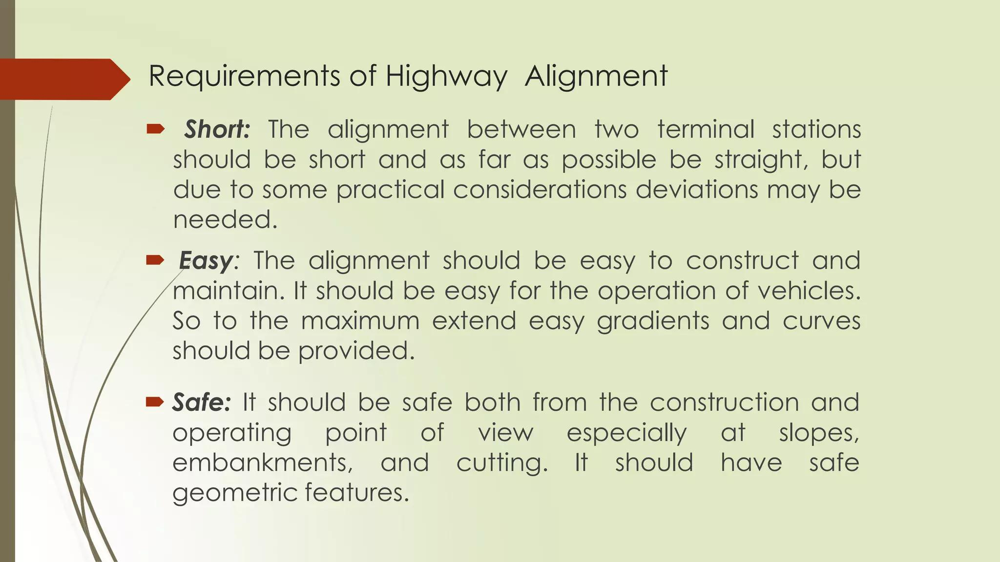 Requirements of Highway Alignment
Short: The alignment between two terminal stations
should be short and as far as possible be straight, but
due to some practical considerations deviations may be
needed.
Easy: The alignment should be easy to construct and
maintain. It should be easy for the operation of vehicles.
So to the maximum extend easy gradients and curves
should be provided.
Safe: It should be safe both from the construction and
operating point of view especially at slopes,
embankments, and cutting. It should have safe
geometric features.